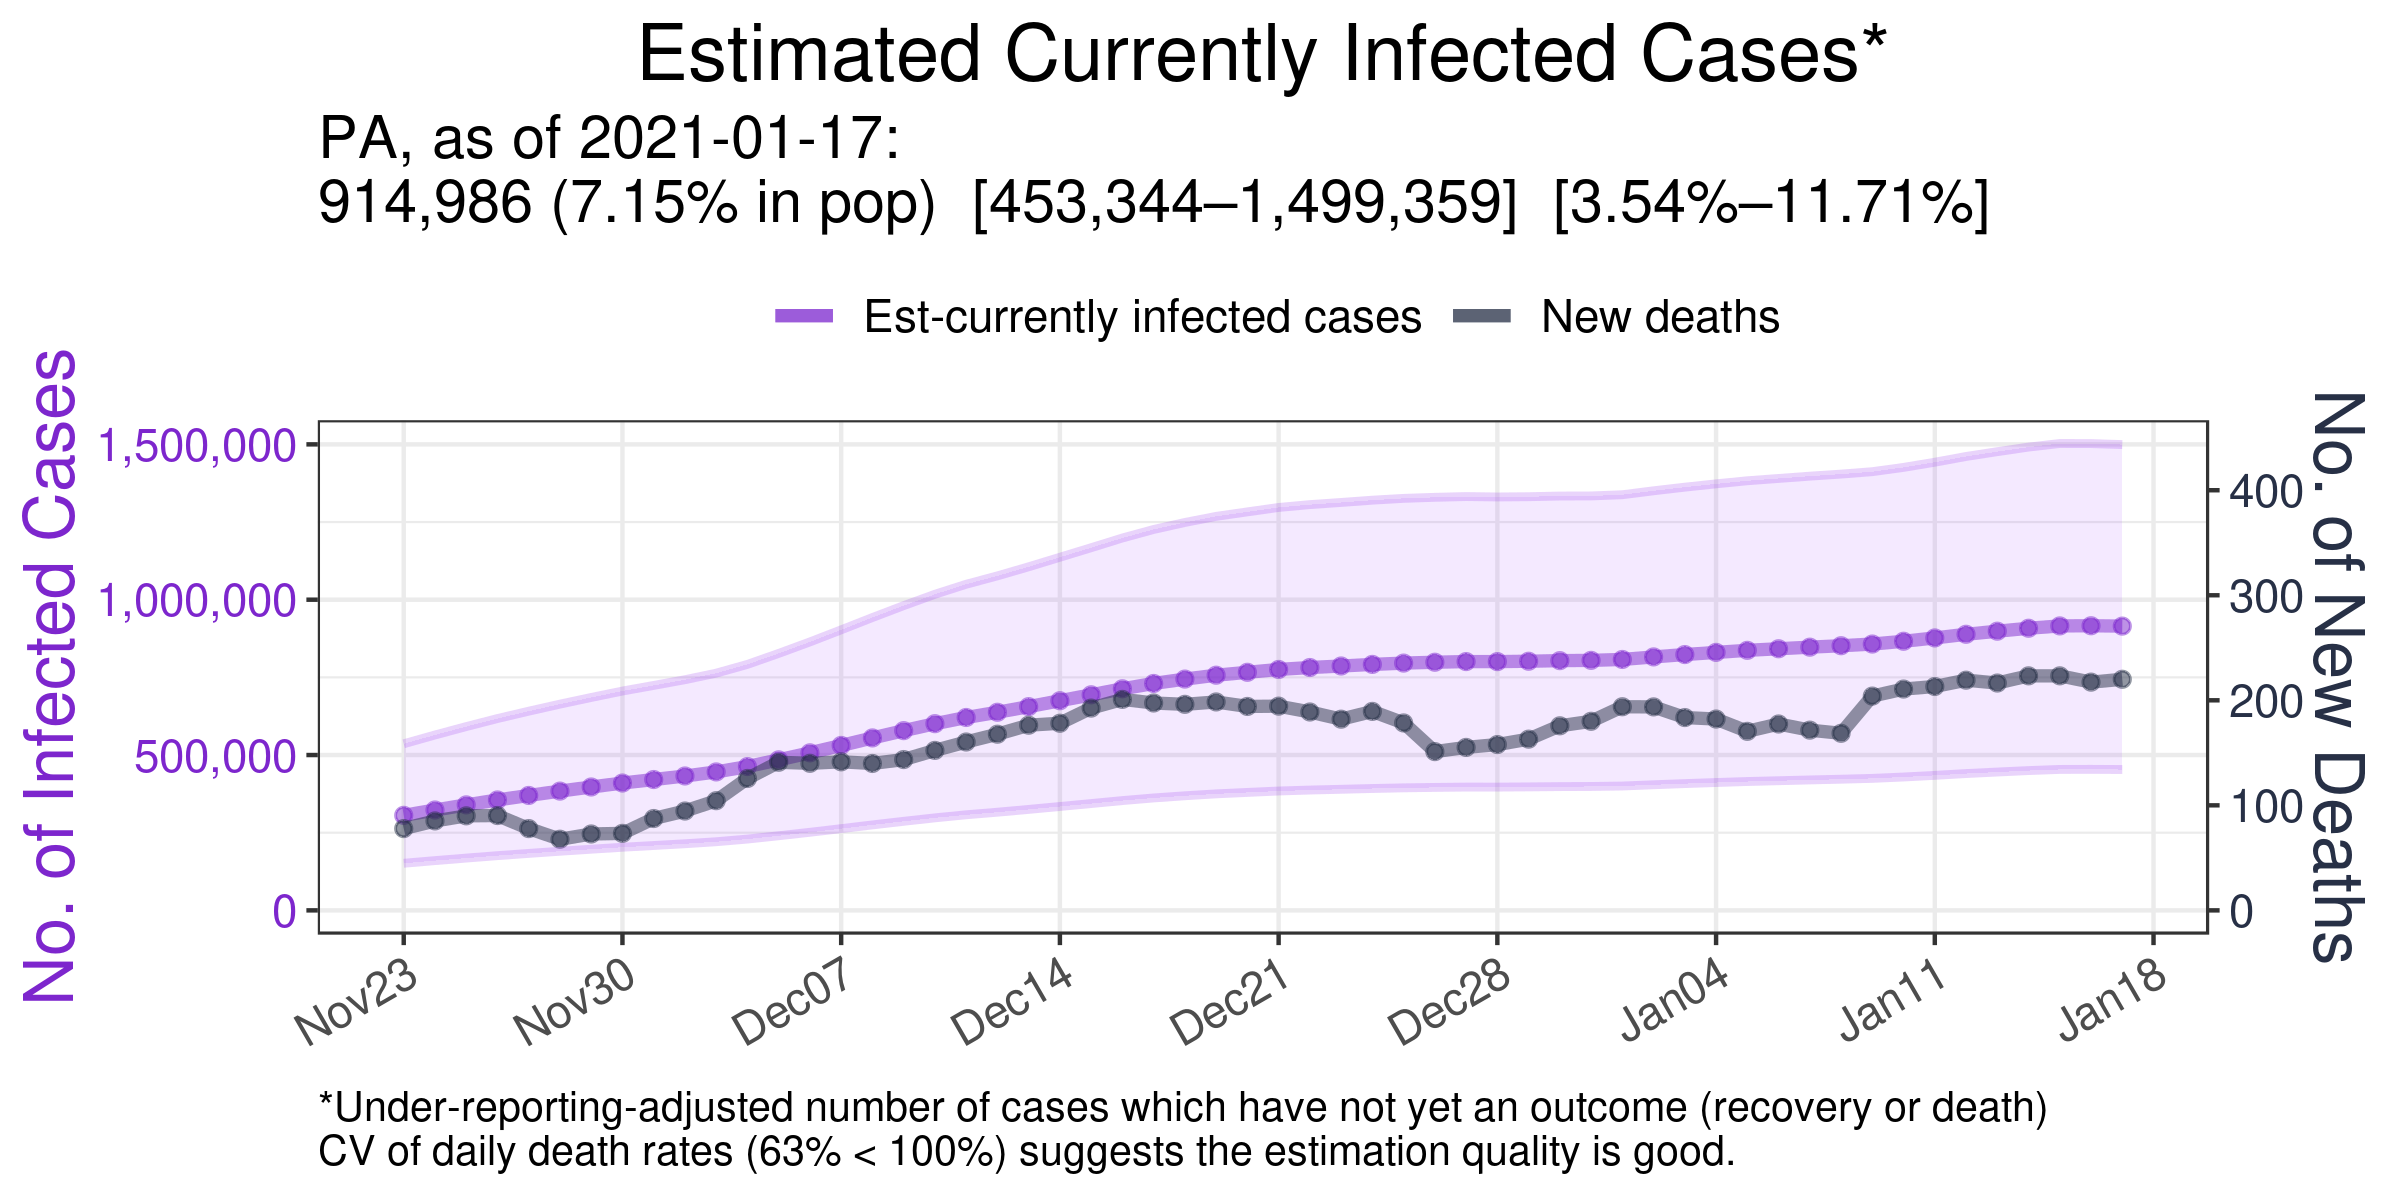 Estimated Currently Infected Cases*
PA, as of 2021-01-17:
914,986 (7.15% in pop)  [453,344–1,499,359]  [3.54%–11.71%]
Est-currently infected cases
New deaths
No. of Infected Cases
1,500,000
1,000,000
500,000
0
400
300
200
100
0
No. of New Deaths
Nov23
Nov30
Dec07
Dec14
Dec21
Dec28
Jan04
Jan11
Jan18
*Under-reporting-adjusted number of cases which have not yet an outcome (recovery or death)
CV of daily death rates (63% < 100%) suggests the estimation quality is good.